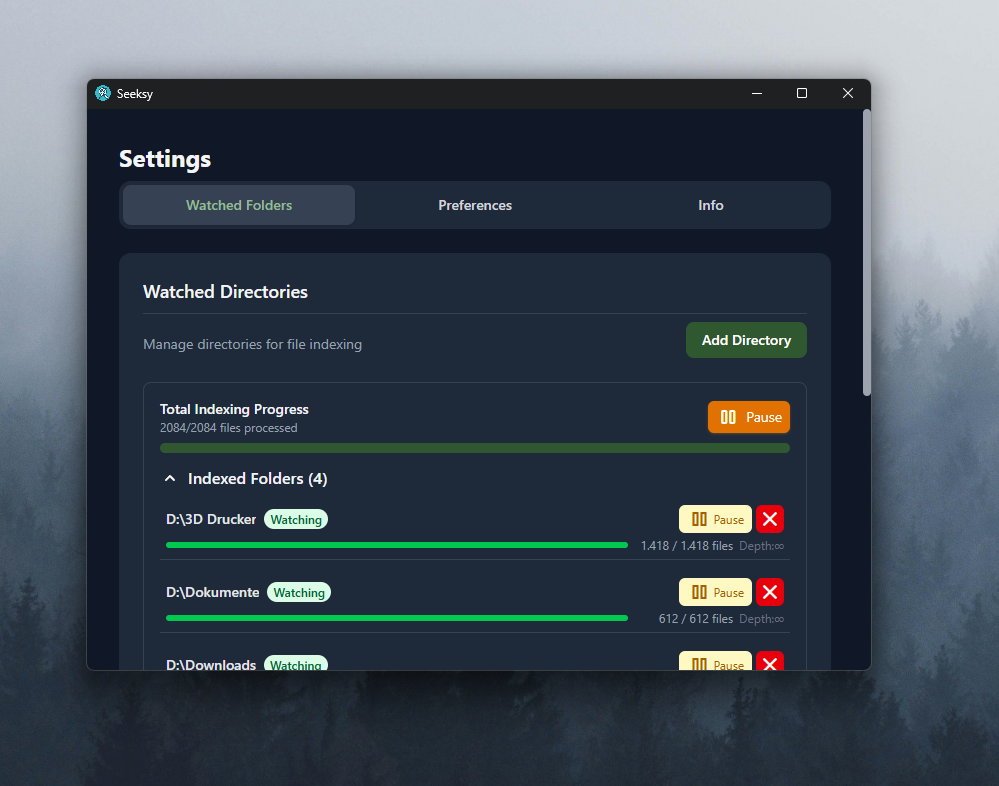 Seeksy
Settings
Watched Folders Preferences Info
Watched Directories
Manage directories for file indexing Add Directory
Total Indexing Progress
2084/2084 files processed
Pause
Indexed Folders (4)
D:\3D Drucker Watching Pause
1.418 / 1.418 files Depth:∞
D:\Dokumente Watching Pause
612 / 612 files Depth:∞
D:\Downloads Watching Pause